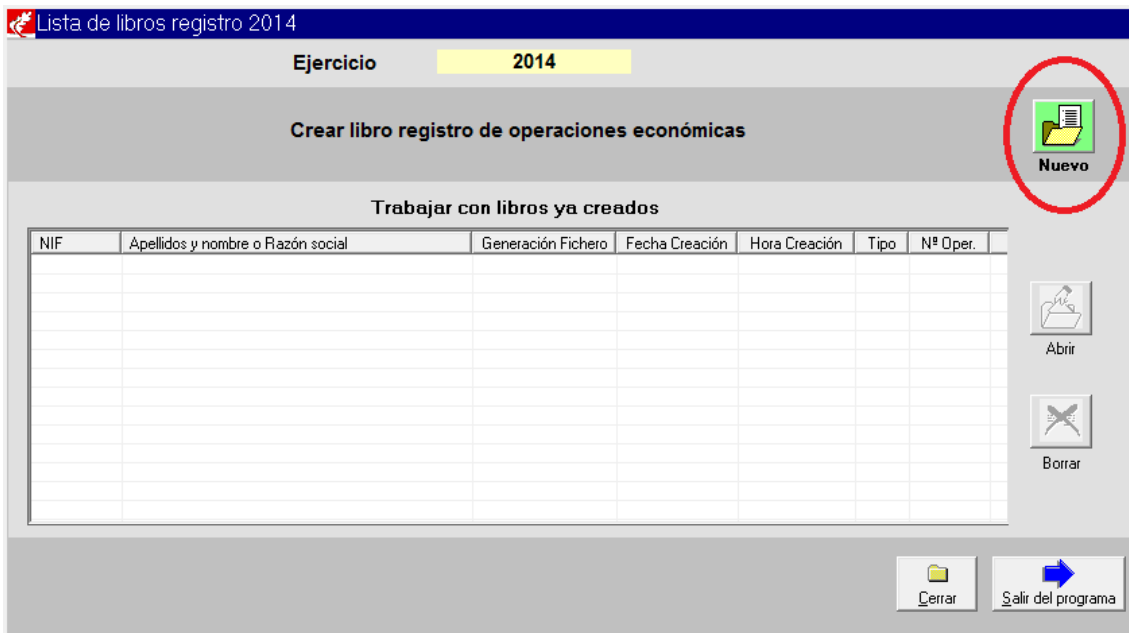 Lista de libros registro 2014
Ejercicio 2014
Crear libro registro de operaciones económicas
Nuevo
Trabajar con libros ya creados
NIF Apellidos y nombre o Razón social Generación Fichero Fecha Creación Hora Creación Tipo Nº Oper.
Abrir
Borrar
Cerrar Salir del programa